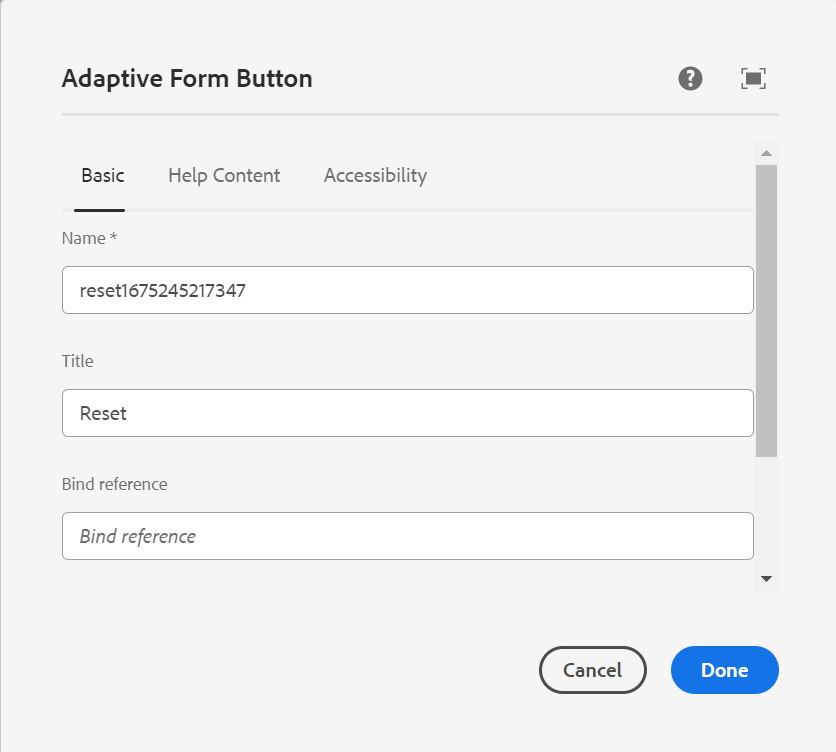 Adaptive Form Button
Basic Help Content Accessibility
Name *
reset1675245217347
Title
Reset
Bind reference
Bind reference
Cancel Done